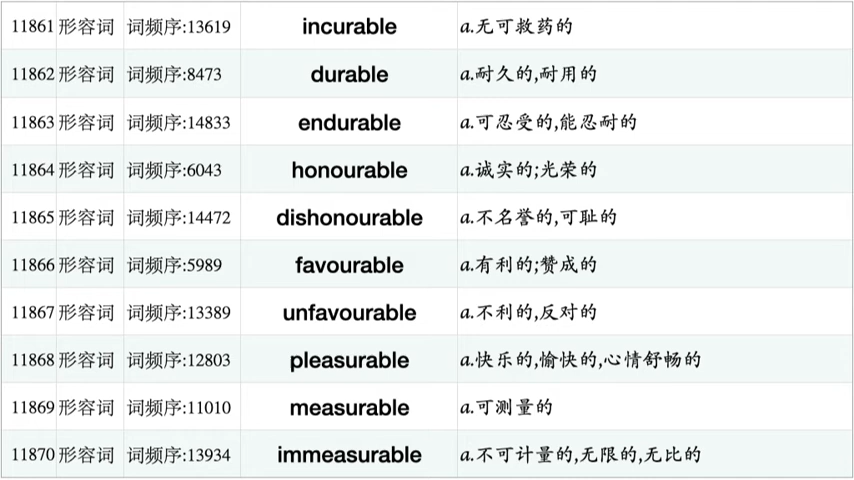 11861 形容词 词频序:13619 incurable a.无可救药的
11862 形容词 词频序:8473 durable a.耐久的,耐用的
11863 形容词 词频序:14833 endurable a.可忍受的,能忍耐的
11864 形容词 词频序:6043 honourable a.诚实的;光荣的
11865 形容词 词频序:14472 dishonourable a.不名誉的,可耻的
11866 形容词 词频序:5989 favourable a.有利的;赞成的
11867 形容词 词频序:13389 unfavourable a.不利的,反对的
11868 形容词 词频序:12803 pleasurable a.快乐的,愉快的,心情舒畅的
11869 形容词 词频序:11010 measurable a.可测量的
11870 形容词 词频序:13934 immeasurable a.不可计量的,无限的,无比的